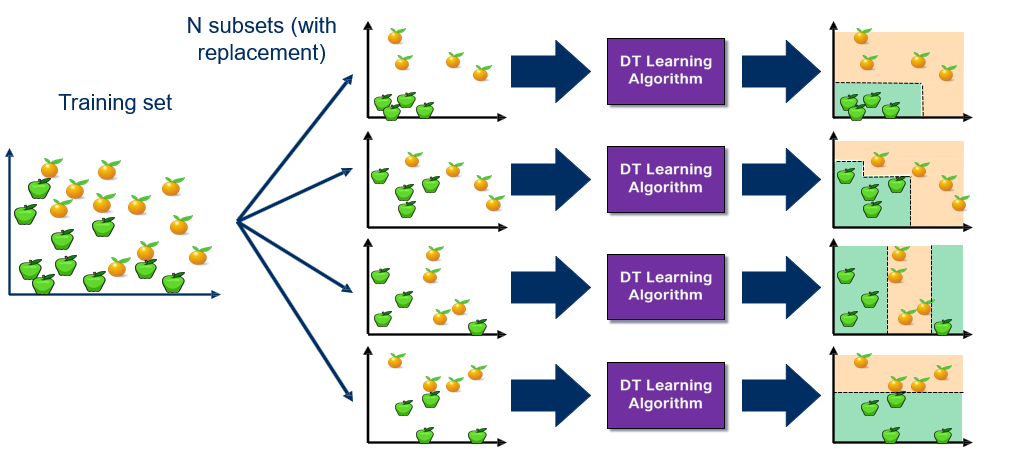 N subsets (with
replacement)
Training set
DT Learning
Algorithm
DT Learning
Algorithm
DT Learning
Algorithm
DT Learning
Algorithm